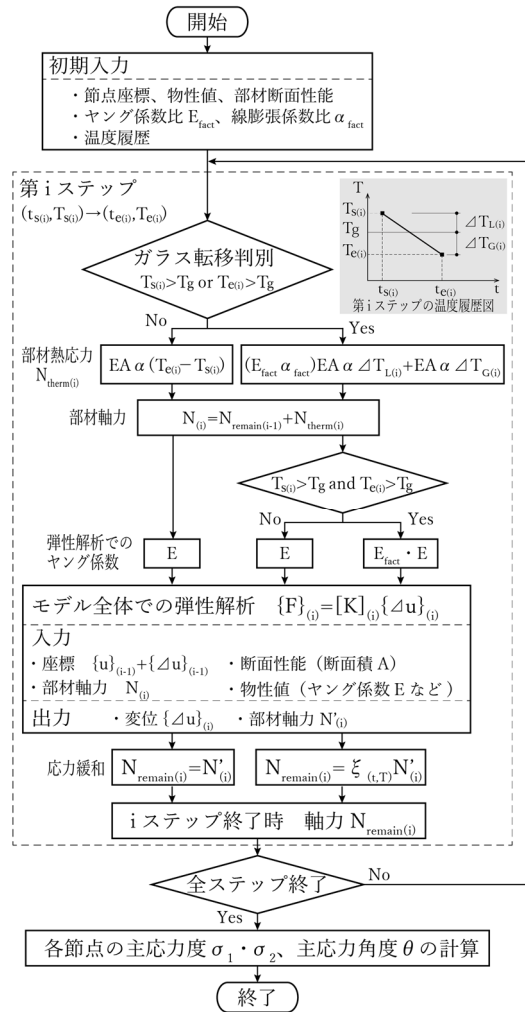 開始
初期入力
・節点座標、物性値、部材断面性能
・ヤング係数比 E_fact、線膨張係数比 α_fact
・温度履歴
第 i ステップ
(t_S(i),T_S(i))→(t_e(i),T_e(i))
T
T_S(i)
Tg
T_e(i)
⊿T_L(i)
⊿T_G(i)
t_S(i)
t_e(i)
t
第 i ステップの温度履歴図
ガラス転移判別
T_S(i)>Tg or T_e(i)>Tg
No
Yes
部材熱応力
N_therm(i)
EA α (T_e(i)−T_S(i))
(E_fact α_fact)EA α ⊿T_L(i)+EA α ⊿T_G(i)
部材軸力
N_(i)=N_remain(i-1)+N_therm(i)
T_S(i)>Tg and T_e(i)>Tg
No
Yes
弾性解析での
ヤング係数
E
E
E_fact・E
モデル全体での弾性解析 {F}_(i)=[K]_(i){⊿u}_(i)
入力
・座標 {u}_(i-1)+{⊿u}_(i-1) ・断面性能（断面積 A）
・部材軸力 N_(i) ・物性値（ヤング係数 E など）
出力 ・変位{⊿u}_(i) ・部材軸力 N'_(i)
応力緩和
N_remain(i)=N'_(i)
N_remain(i)=ξ_(t,T)N'_(i)
i ステップ終了時 軸力 N_remain(i)
全ステップ終了
No
Yes
各節点の主応力度 σ_1・σ_2、主応力角度 θ の計算
終了